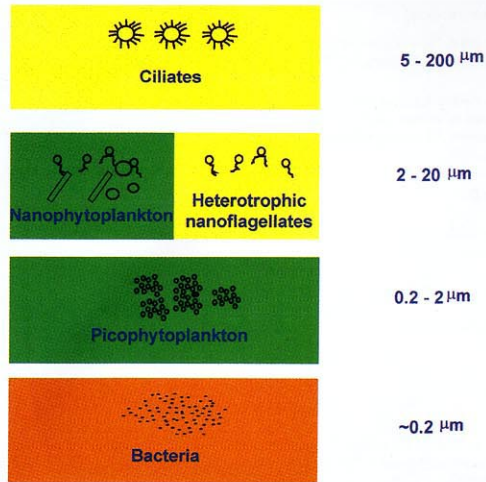 Ciliates
5 - 200 µm
Nanophytoplankton
Heterotrophic
nanoflagellates
2 - 20 µm
Picophytoplankton
0.2 - 2 µm
Bacteria
~0.2 µm